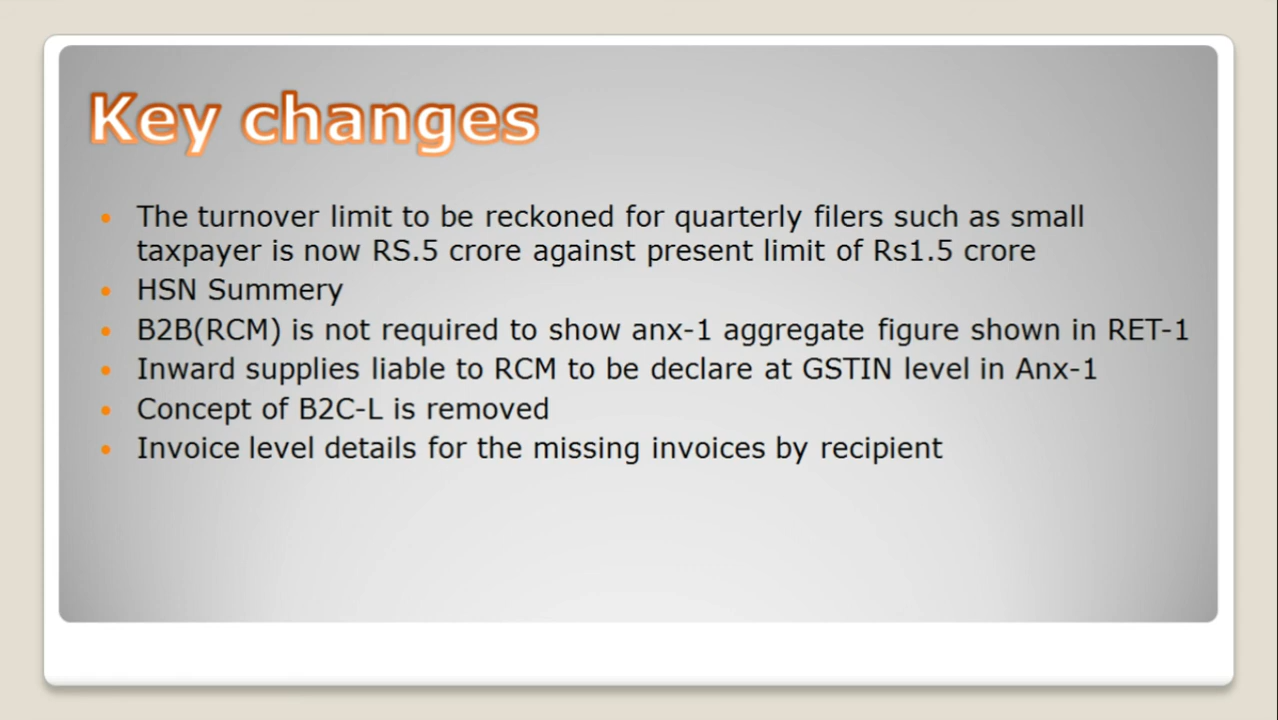 Key changes
The turnover limit to be reckoned for quarterly filers such as small
taxpayer is now RS.5 crore against present limit of Rs1.5 crore
HSN Summery
B2B(RCM) is not required to show anx-1 aggregate figure shown in RET-1
Inward supplies liable to RCM to be declare at GSTIN level in Anx-1
Concept of B2C-L is removed
Invoice level details for the missing invoices by recipient